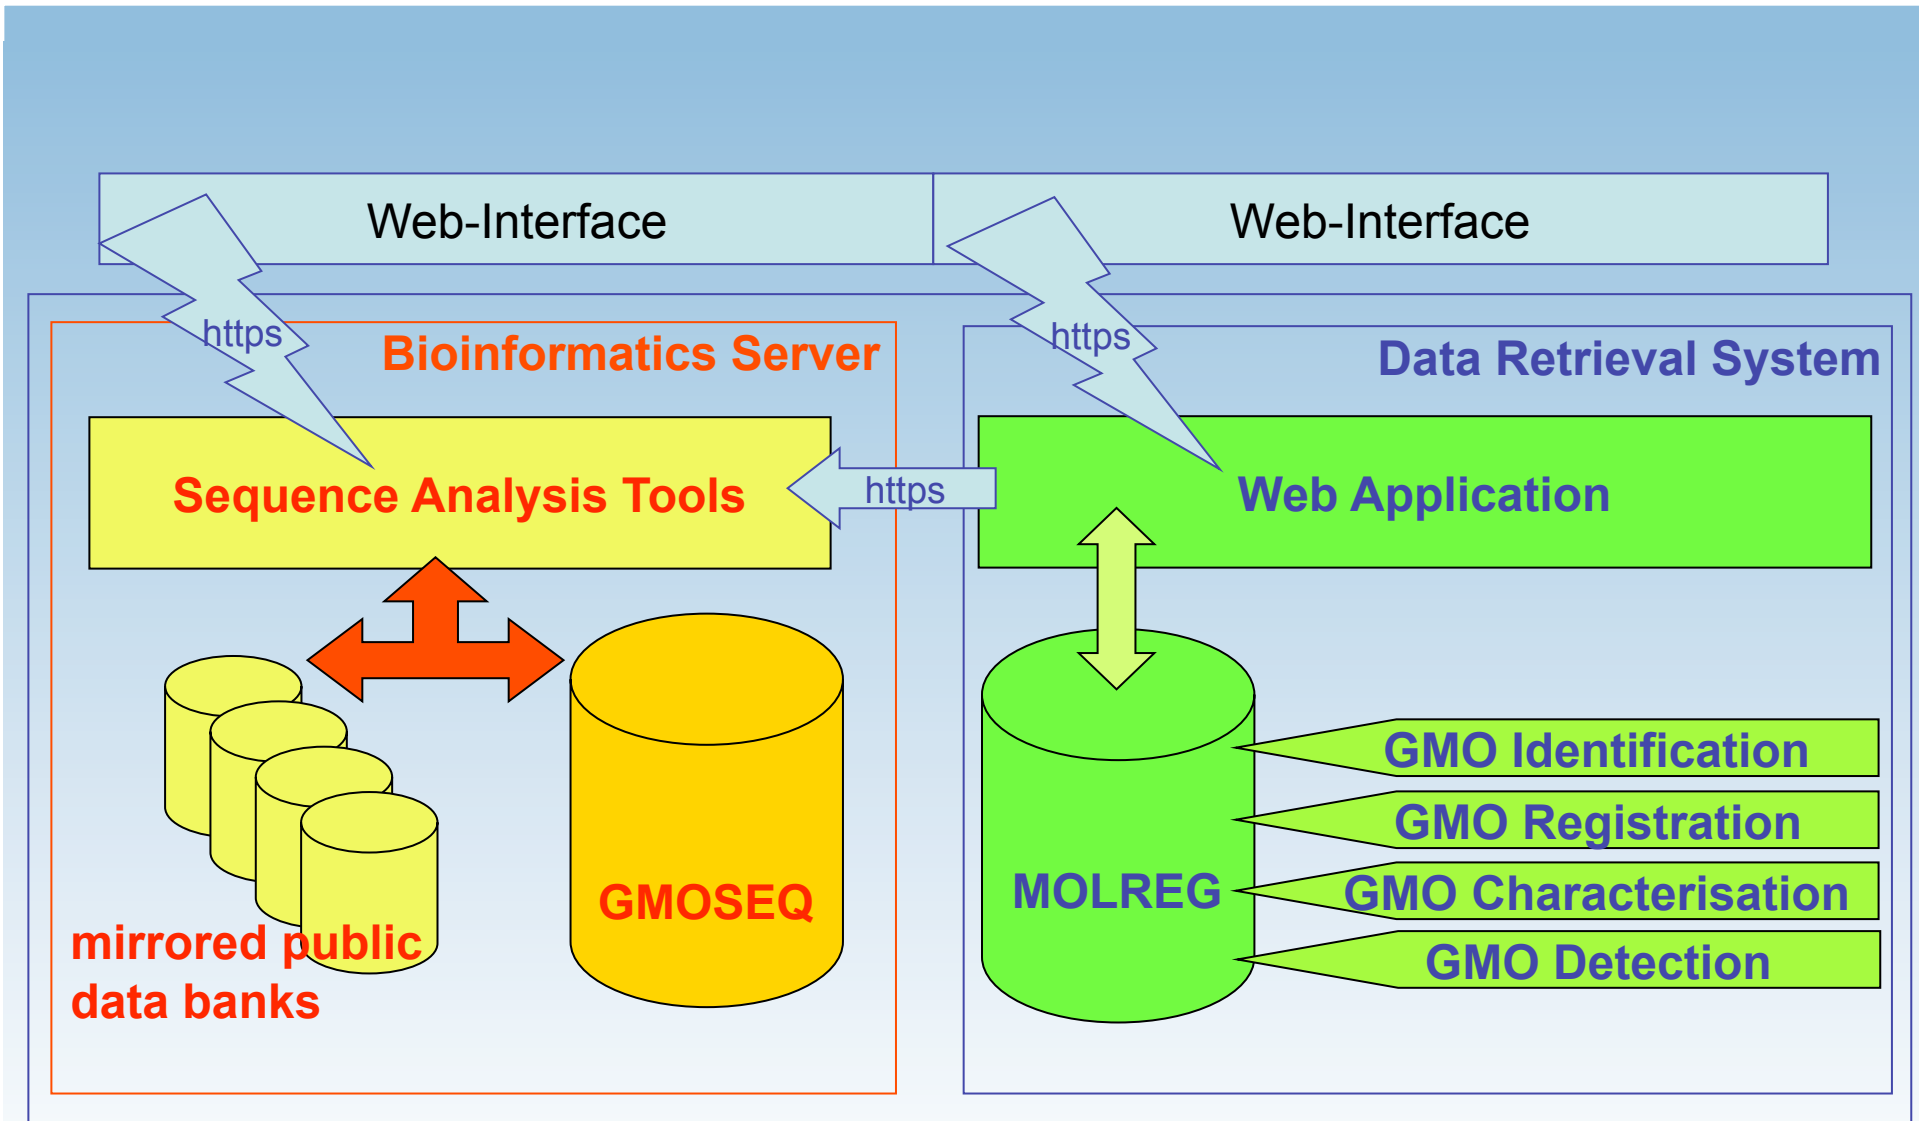 Web-Interface
Web-Interface
https
Bioinformatics Server
https
Data Retrieval System
Sequence Analysis Tools
https
Web Application
GMOSEQ
mirrored public
data banks
MOLREG
GMO Identification
GMO Registration
GMO Characterisation
GMO Detection